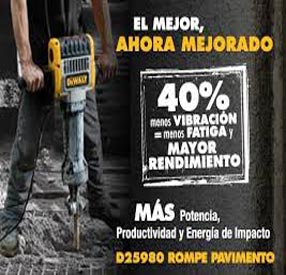 EL MEJOR,
AHORA MEJORADO
DEWALT
40%
menos VIBRACIÓN
= menos FATIGA y
MAYOR
RENDIMIENTO
MÁS Potencia,
Productividad y Energía de Impacto
D25980 ROMPE PAVIMENTO